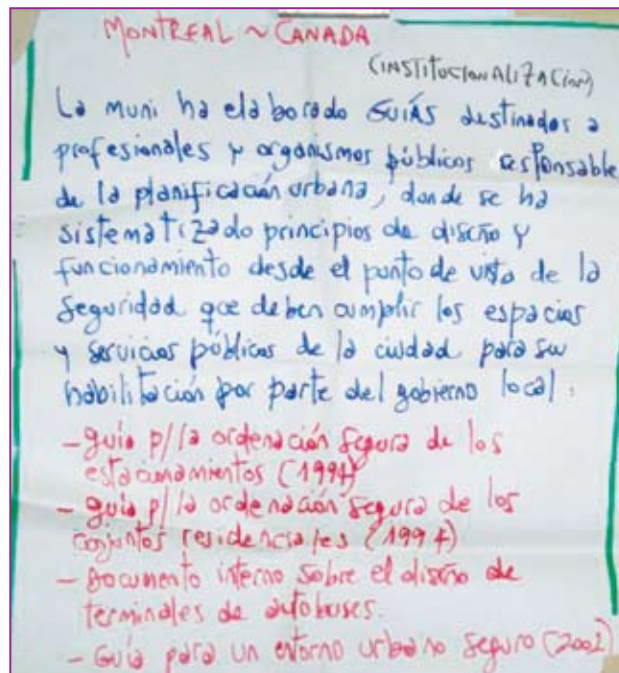 MONTREAL ~ CANADA
(INSTITUCIONALIZACIÓN)
La muni ha elaborado GUÍAS destinadas a
profesionales y organismos públicos responsable
de la planificación urbana, donde se ha
sistematizado principios de diseño y
funcionamiento desde el punto de vista de la
seguridad que deben cumplir los espacios
y servicios públicos de la ciudad para su
habilitación por parte del gobierno local:
- guía p/la ordenación segura de los
estacionamientos (1994)
- guía p/la ordenación segura de los
conjuntos residenciales (1994)
- Documento interno sobre el diseño de
terminales de autobuses.
- Guía para un entorno urbano seguro (2002)